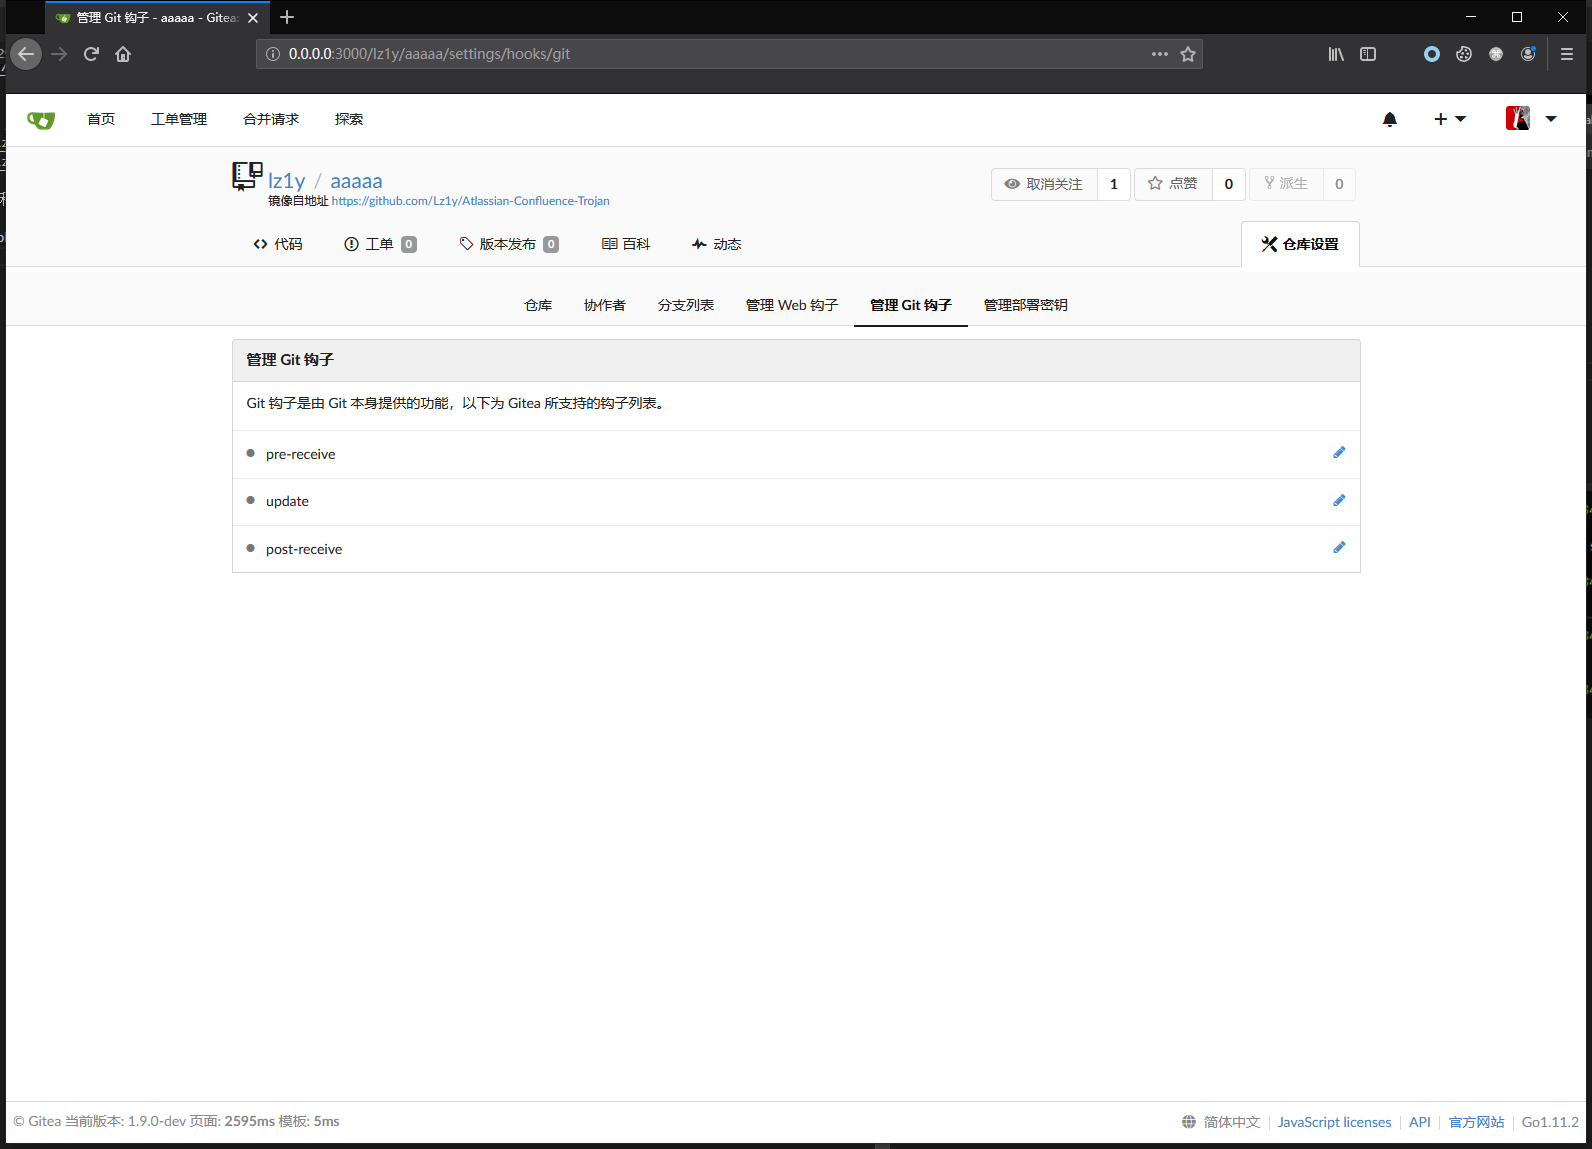 管理 Git 钩子 - aaaaa - Gitea:
0.0.0.0:3000/lz1y/aaaaa/settings/hooks/git
首页 工单管理 合并请求 探索
lz1y / aaaaa
取消关注 1 点赞 0 派生 0
镜像自地址 https://github.com/Lz1y/Atlassian-Confluence-Trojan
代码 工单 0 版本发布 0 百科 动态 仓库设置
仓库 协作者 分支列表 管理 Web 钩子 管理 Git 钩子 管理部署密钥
管理 Git 钩子
Git 钩子是由 Git 本身提供的功能，以下为 Gitea 所支持的钩子列表。
pre-receive
update
post-receive
© Gitea 当前版本: 1.9.0-dev 页面: 2595ms 模板: 5ms
简体中文 JavaScript licenses API 官方网站 Go1.11.2